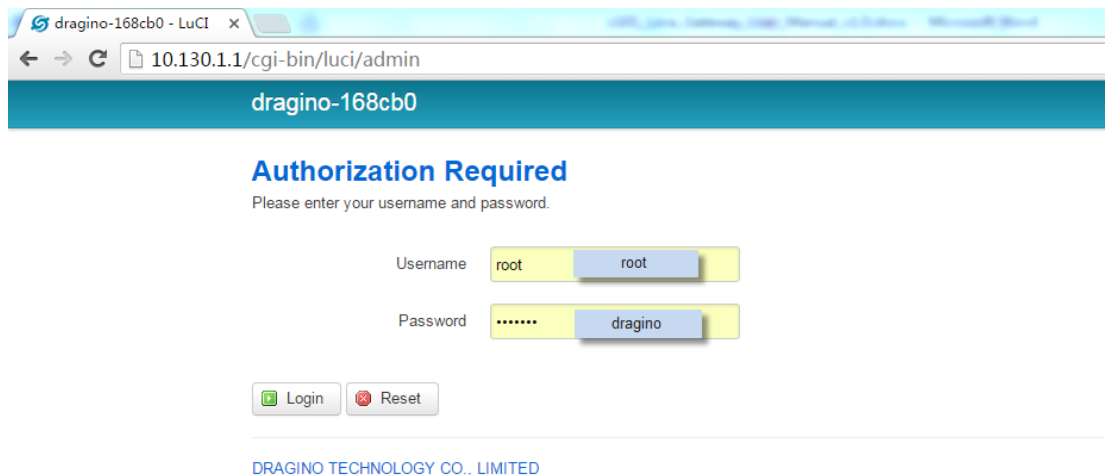 dragino-168cb0 - LuCI
10.130.1.1/cgi-bin/luci/admin
dragino-168cb0
Authorization Required
Please enter your username and password.
Username root root
Password ••••••• dragino
Login Reset
DRAGINO TECHNOLOGY CO., LIMITED